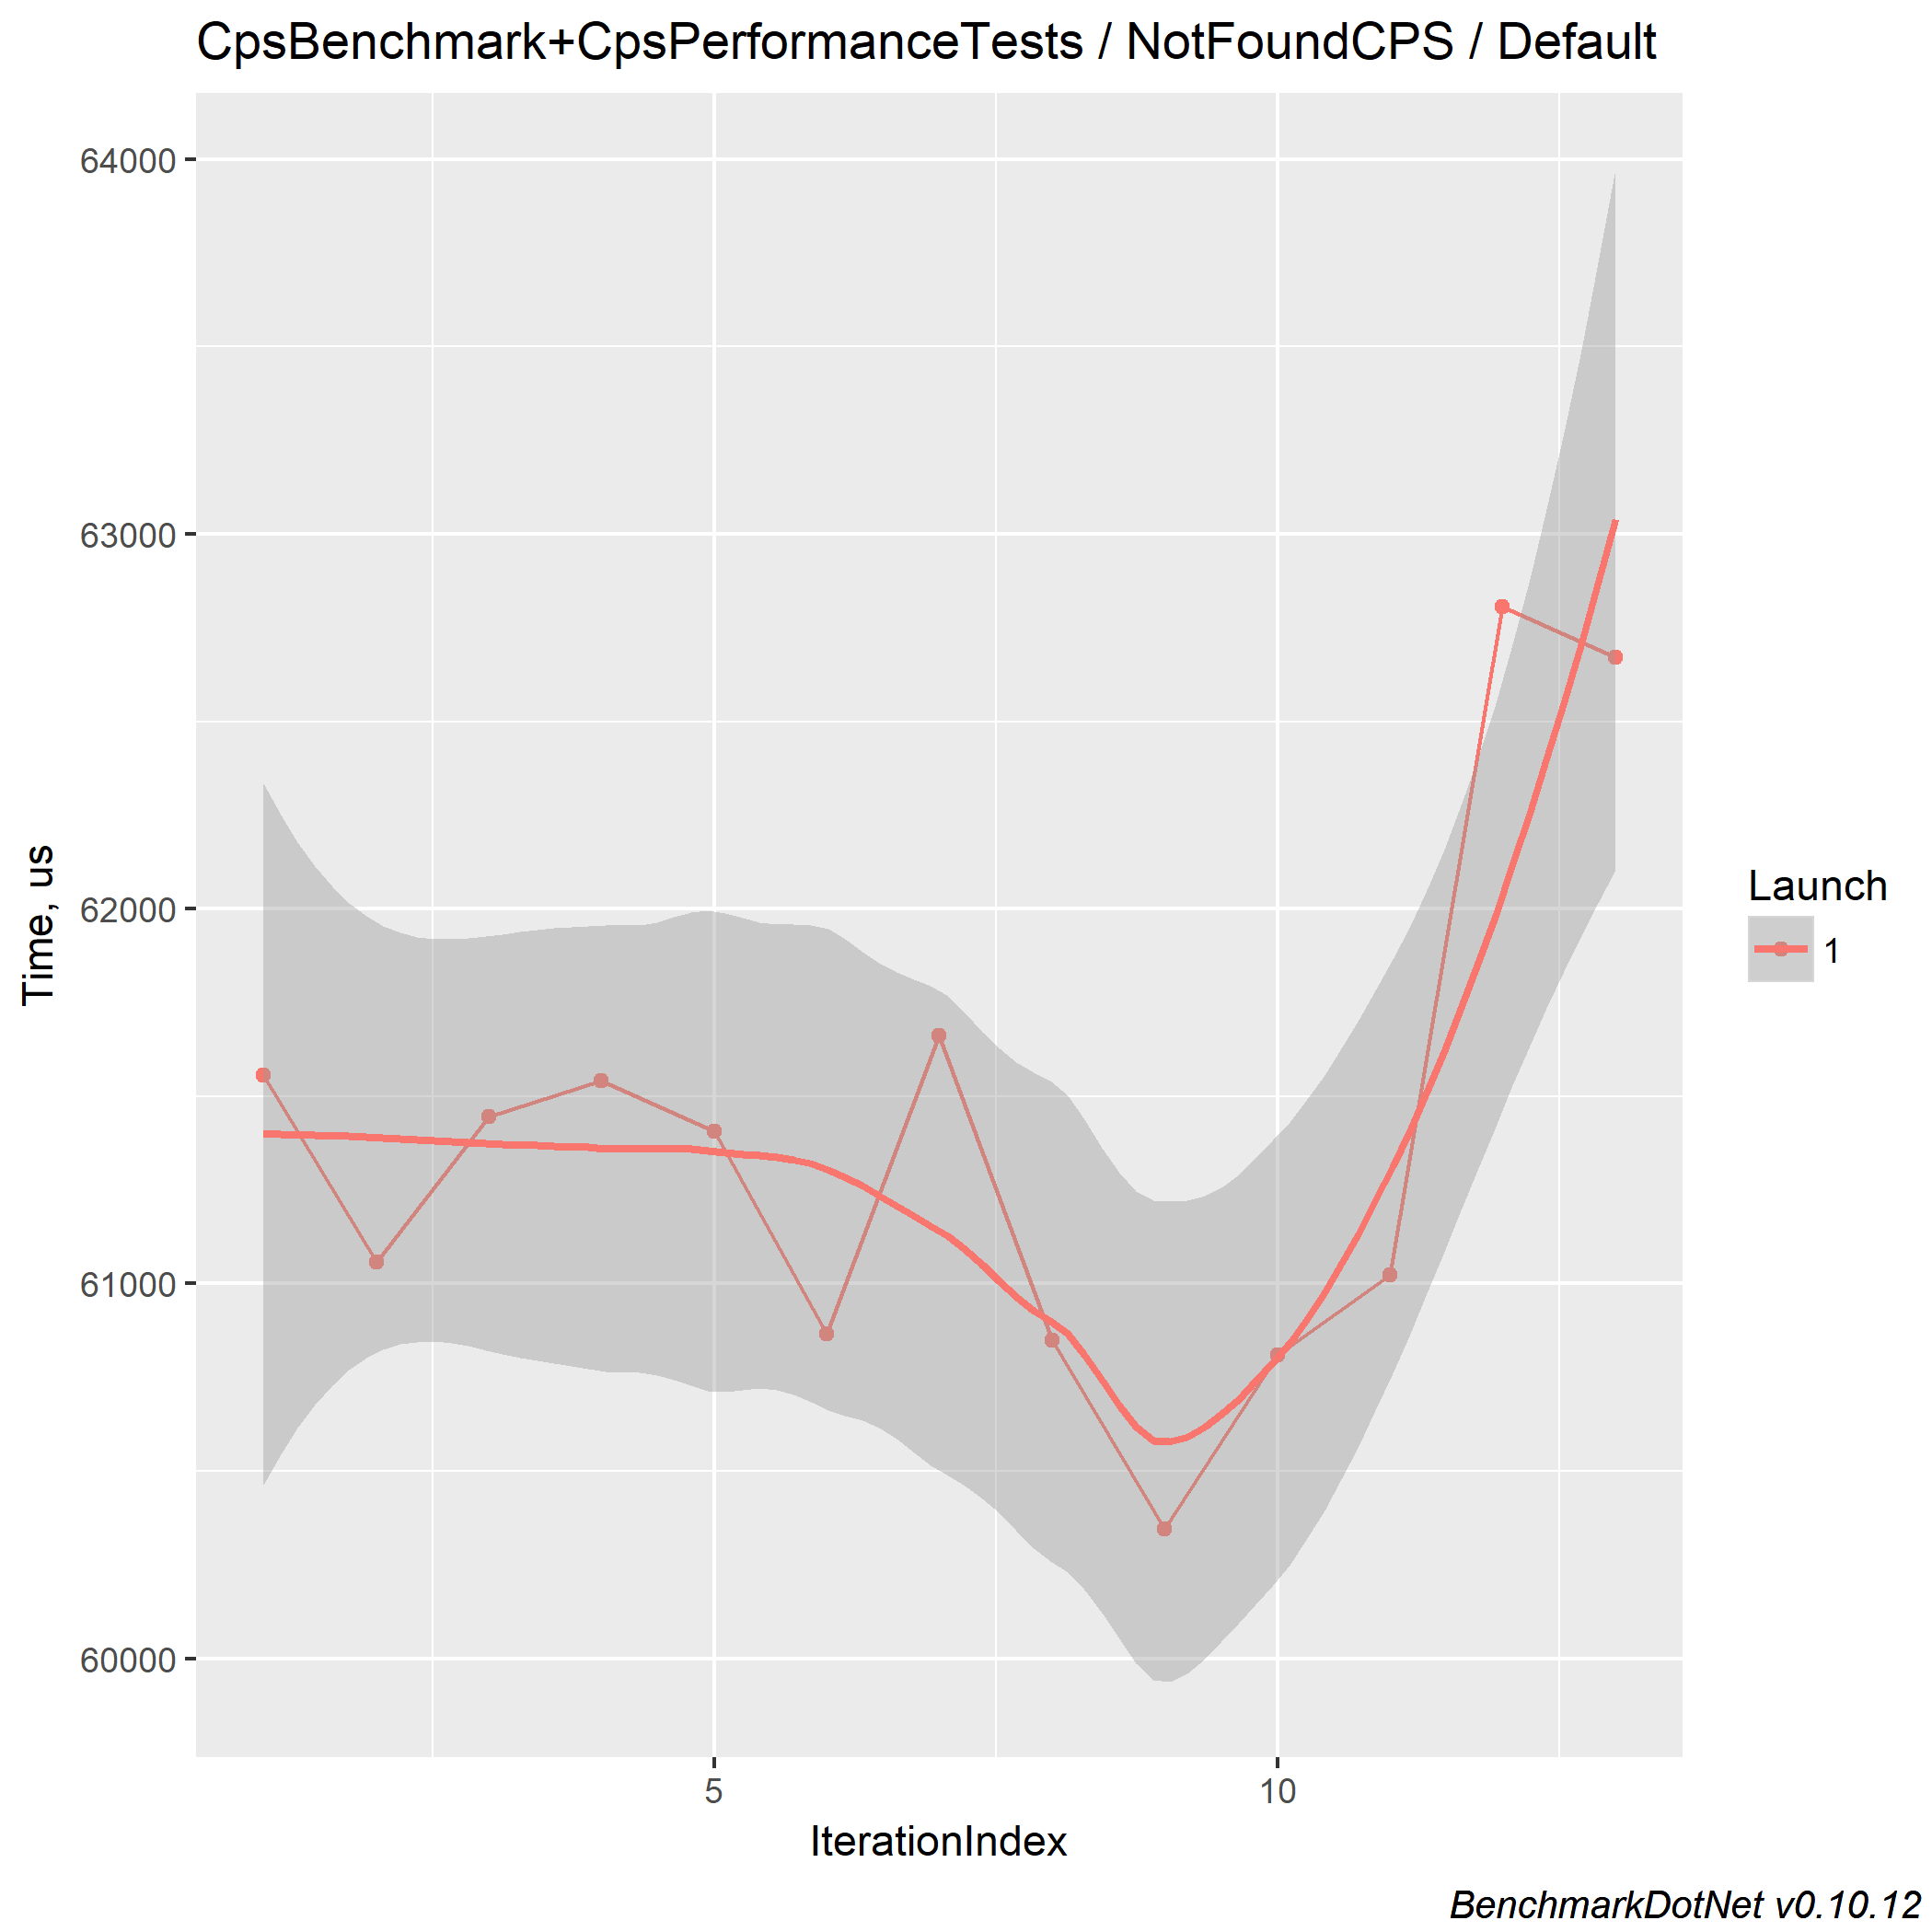 CpsBenchmark+CpsPerformanceTests / NotFoundCPS / Default
64000
63000
62000
61000
60000
Time, us
5
10
IterationIndex
Launch
1
BenchmarkDotNet v0.10.12